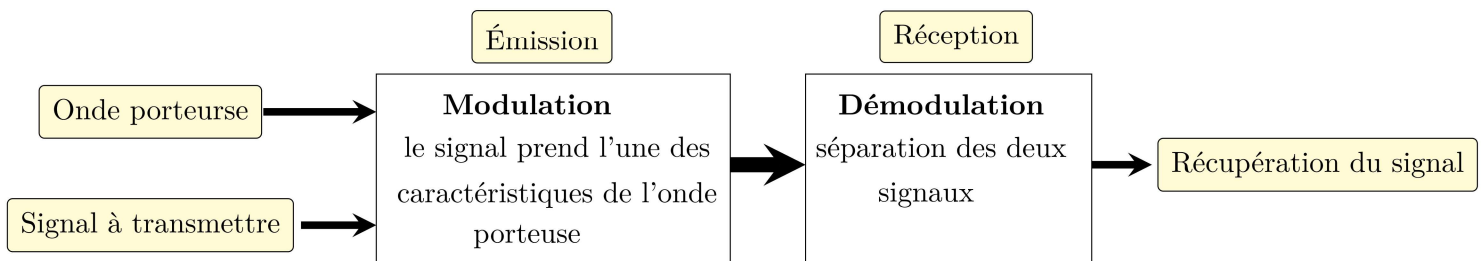 Émission
Réception
Onde porteurse
Signal à transmettre
Modulation
le signal prend l'une des
caractéristiques de l'onde
porteuse
Démodulation
séparation des deux
signaux
Récupération du signal